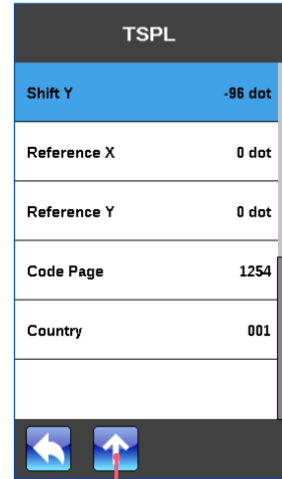 TSPL
Shift Y -96 dot
Reference X 0 dot
Reference Y 0 dot
Code Page 1254
Country 001